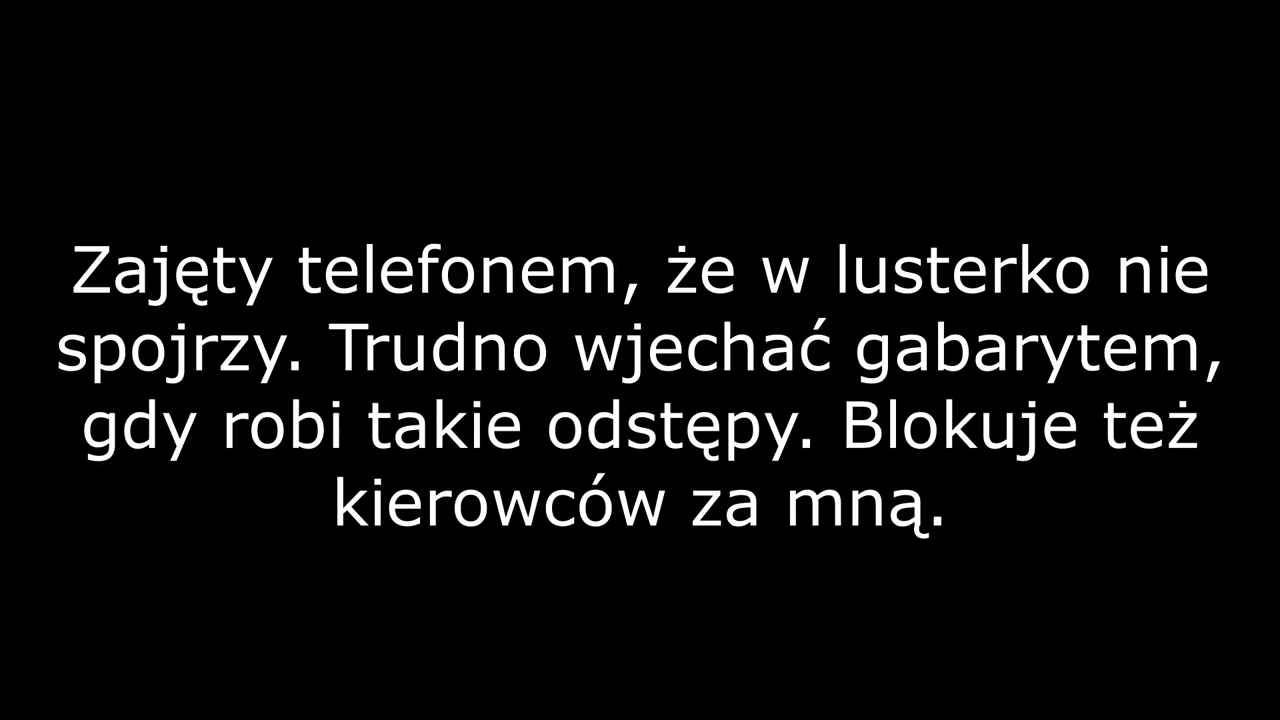 Zajęty telefonem, że w lusterko nie
spojrzy. Trudno wjechać gabarytem,
gdy robi takie odstępy. Blokuje też
kierowców za mną.